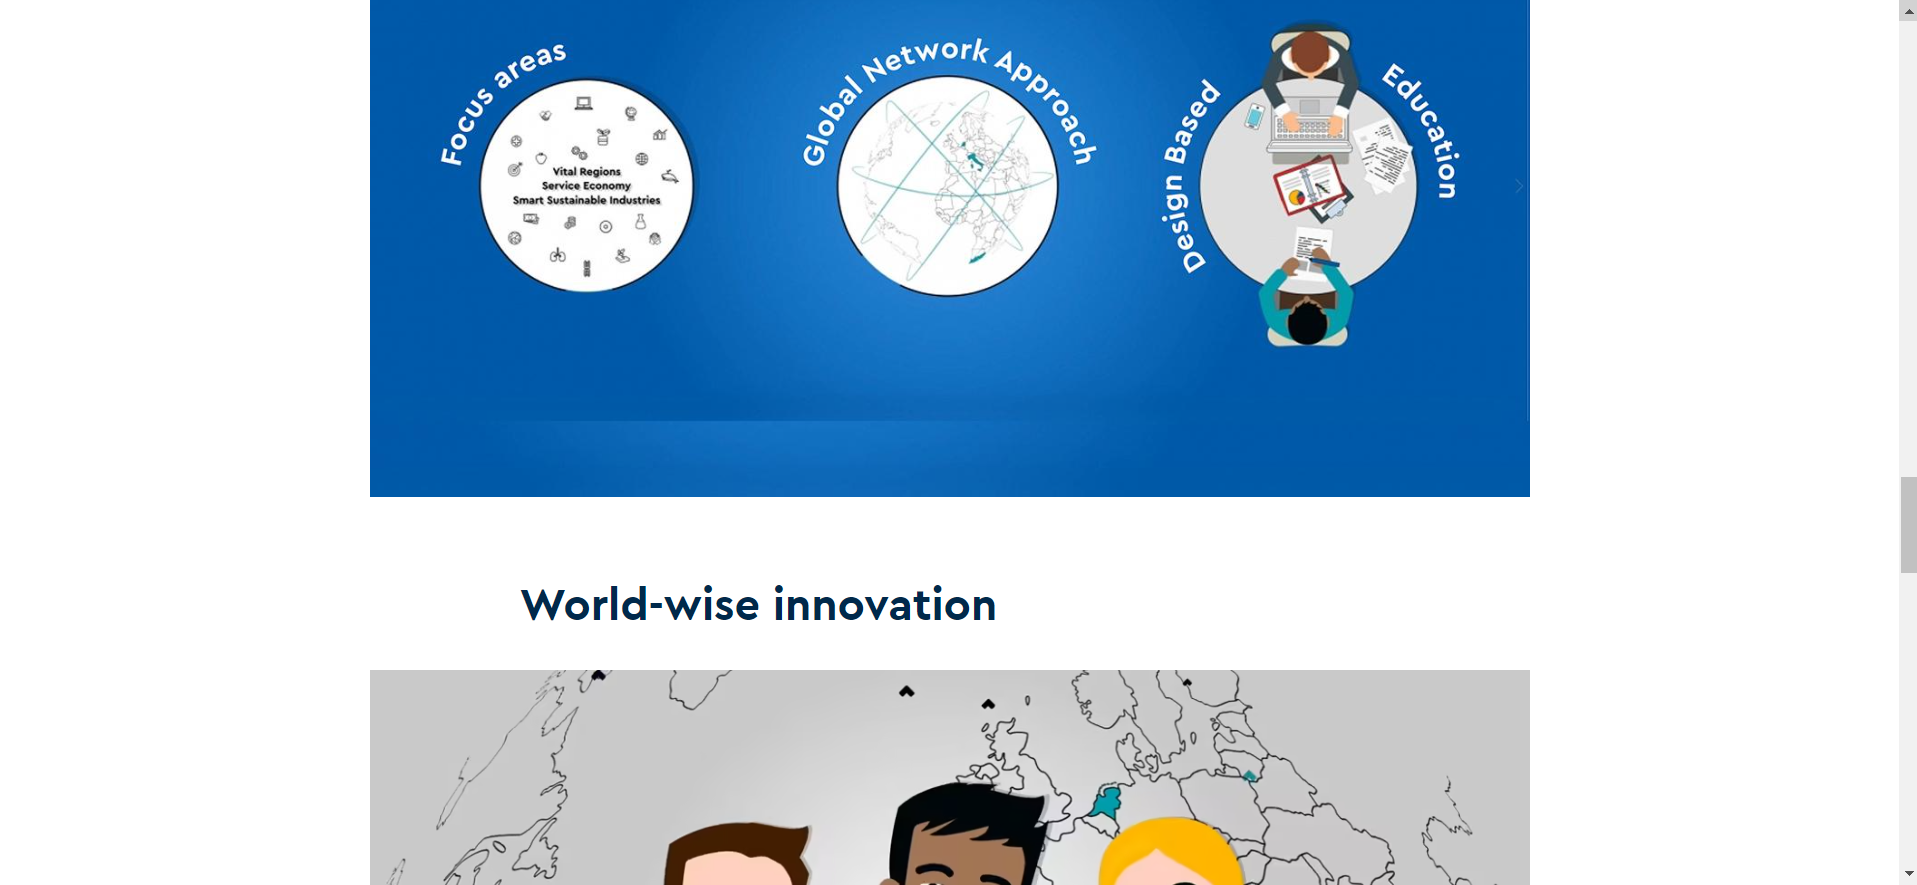 Focus areas
Vital Regions
Service Economy
Smart Sustainable Industries
Global Network Approach
Design Based Education
World-wise innovation